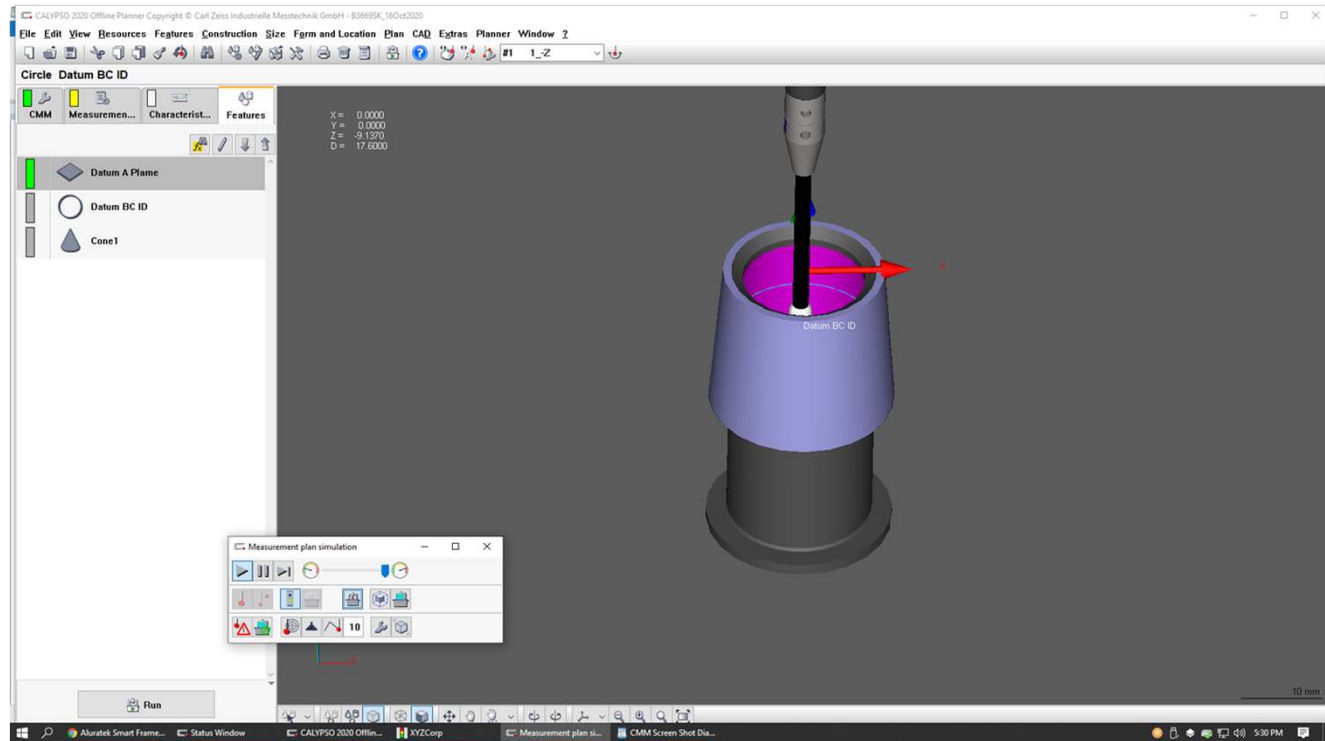 CALYPSO 2020 Offline Planner Copyright © Carl Zeiss Industrielle Messtechnik GmbH - B3669SK_16Oct2020
File Edit View Resources Features Construction Size Form and Location Plan CAD Extras Planner Window ?
#1 1_-Z
Circle Datum BC ID
CMM Measuremen... Characterist... Features
X = 0.0000
Y = 0.0000
Z = -9.1370
D = 17.6000
Datum A Plame
Datum BC ID
Cone1
Datum BC ID
Measurement plan simulation
10
10 mm
Run
Aluratek Smart Frame... Status Window CALYPSO 2020 Offlin... XYZCorp Measurement plan si... CMM Screen Shot Dia... 5:30 PM